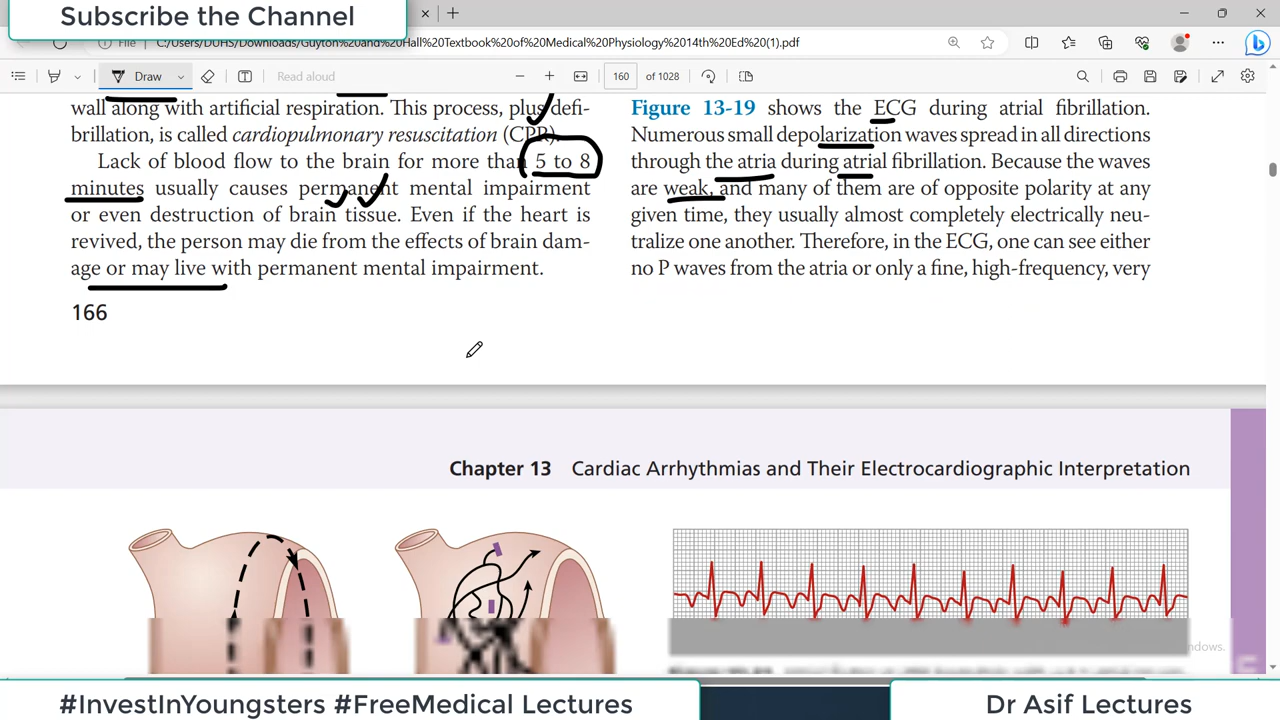 Subscribe the Channel
File
C:/Users/DUHS/Downloads/Guyton%20and%20Hall%20Textbook%20of%20Medical%20Physiology%2014th%20Ed%20(1).pdf
Draw
Read aloud
160 of 1028
wall along with artificial respiration. This process, plus defi-
brillation, is called cardiopulmonary resuscitation (CPR).
Lack of blood flow to the brain for more than 5 to 8
minutes usually causes permanent mental impairment
or even destruction of brain tissue. Even if the heart is
revived, the person may die from the effects of brain dam-
age or may live with permanent mental impairment.
166
Figure 13-19 shows the ECG during atrial fibrillation.
Numerous small depolarization waves spread in all directions
through the atria during atrial fibrillation. Because the waves
are weak, and many of them are of opposite polarity at any
given time, they usually almost completely electrically neu-
tralize one another. Therefore, in the ECG, one can see either
no P waves from the atria or only a fine, high-frequency, very
Chapter 13 Cardiac Arrhythmias and Their Electrocardiographic Interpretation
#InvestInYoungsters #FreeMedical Lectures
Dr Asif Lectures